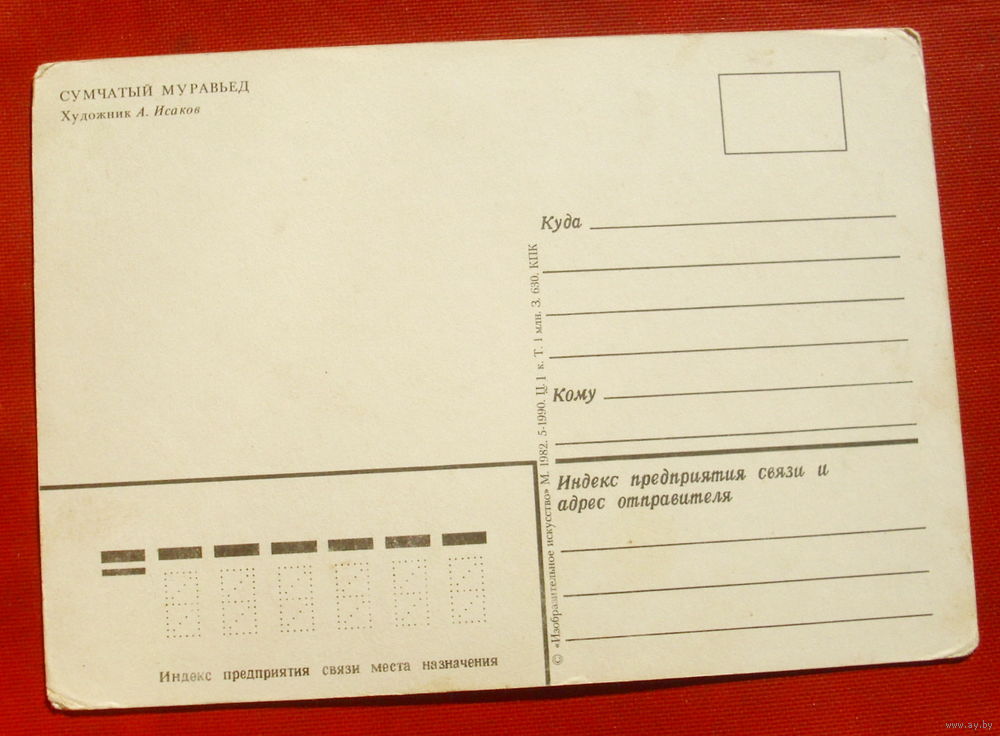 СУМЧАТЫЙ МУРАВЬЕД
Художник А. Исаков
Куда
Кому
Индекс предприятия связи и
адрес отправителя
© «Изобразительное искусство» М. 1982. 5-1990. Ц. 1 к. Т. 1 млн. З. 630. КПК
Индекс предприятия связи места назначения
www.ay.by